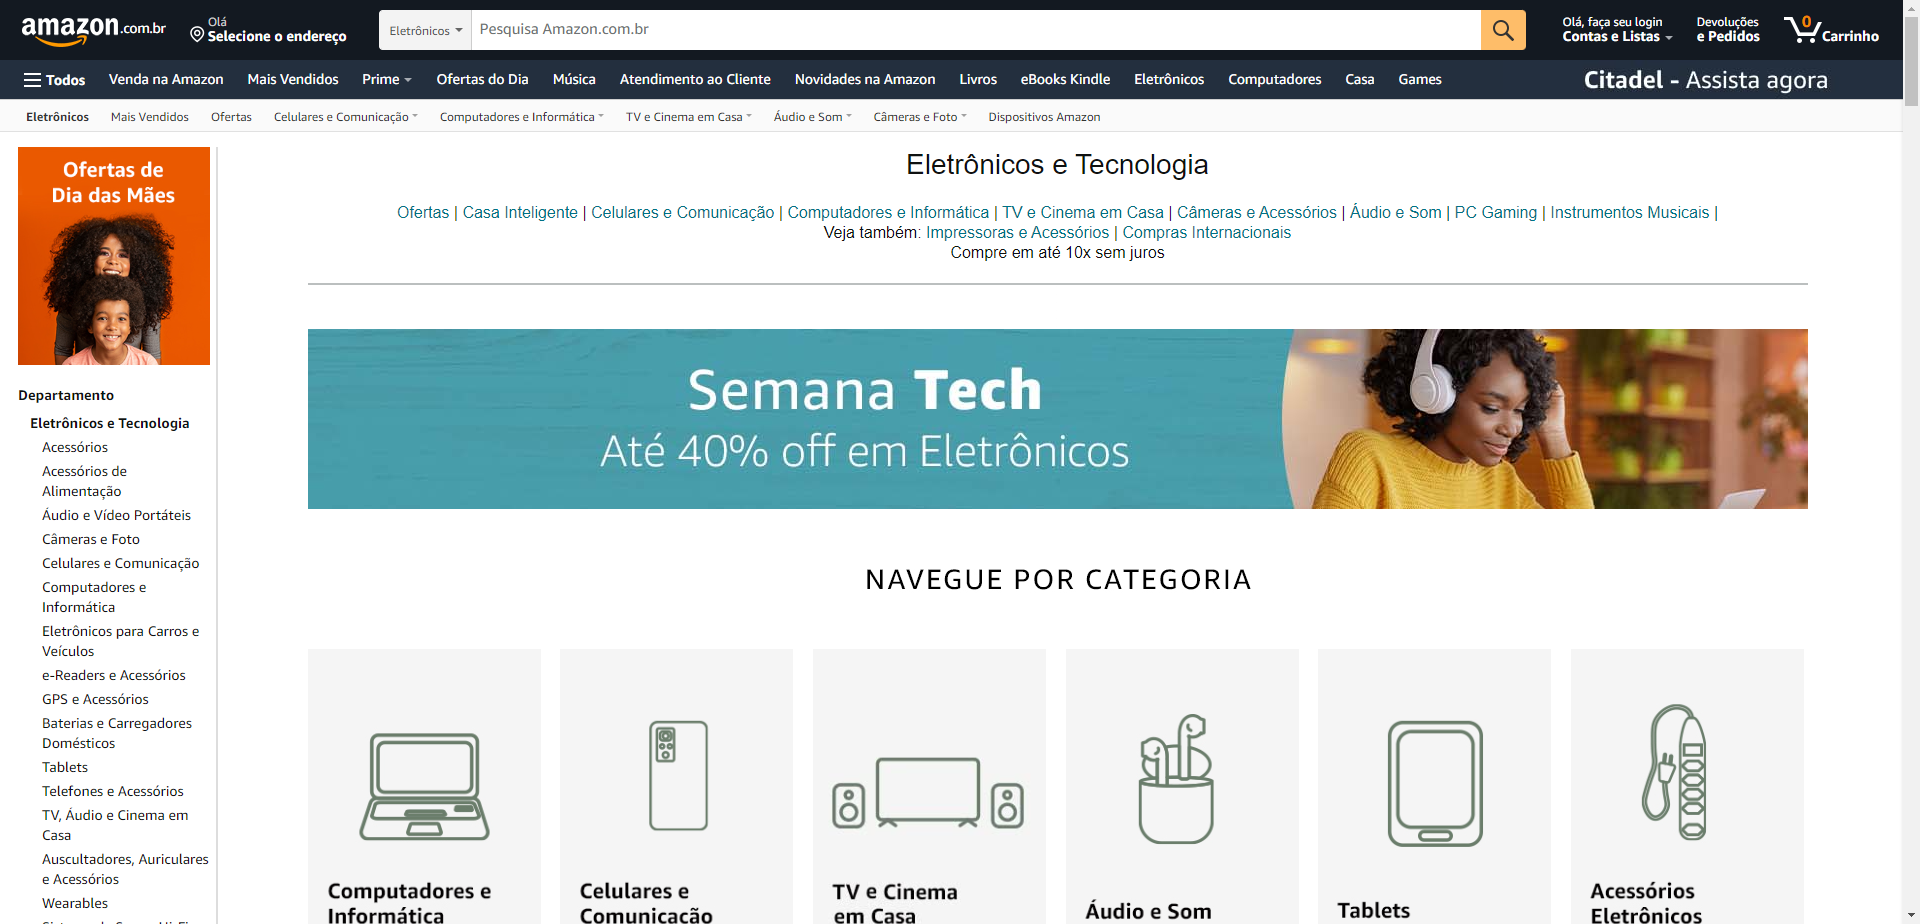 amazon.com.br
Olá
Selecione o endereço
Eletrônicos
Pesquisa Amazon.com.br
Olá, faça seu login
Contas e Listas
Devoluções
e Pedidos
0
Carrinho
Todos Venda na Amazon Mais Vendidos Prime Ofertas do Dia Música Atendimento ao Cliente Novidades na Amazon Livros eBooks Kindle Eletrônicos Computadores Casa Games Citadel - Assista agora
Eletrônicos Mais Vendidos Ofertas Celulares e Comunicação Computadores e Informática TV e Cinema em Casa Áudio e Som Câmeras e Foto Dispositivos Amazon
Ofertas de
Dia das Mães
Departamento
Eletrônicos e Tecnologia
Acessórios
Acessórios de
Alimentação
Áudio e Vídeo Portáteis
Câmeras e Foto
Celulares e Comunicação
Computadores e
Informática
Eletrônicos para Carros e
Veículos
e-Readers e Acessórios
GPS e Acessórios
Baterias e Carregadores
Domésticos
Tablets
Telefones e Acessórios
TV, Áudio e Cinema em
Casa
Auscultadores, Auriculares
e Acessórios
Wearables
Eletrônicos e Tecnologia
Ofertas | Casa Inteligente | Celulares e Comunicação | Computadores e Informática | TV e Cinema em Casa | Câmeras e Acessórios | Áudio e Som | PC Gaming | Instrumentos Musicais |
Veja também: Impressoras e Acessórios | Compras Internacionais
Compre em até 10x sem juros
Semana Tech
Até 40% off em Eletrônicos
NAVEGUE POR CATEGORIA
Computadores e
Informática
Celulares e
Comunicação
TV e Cinema
em Casa
Áudio e Som
Tablets
Acessórios
Eletrônicos